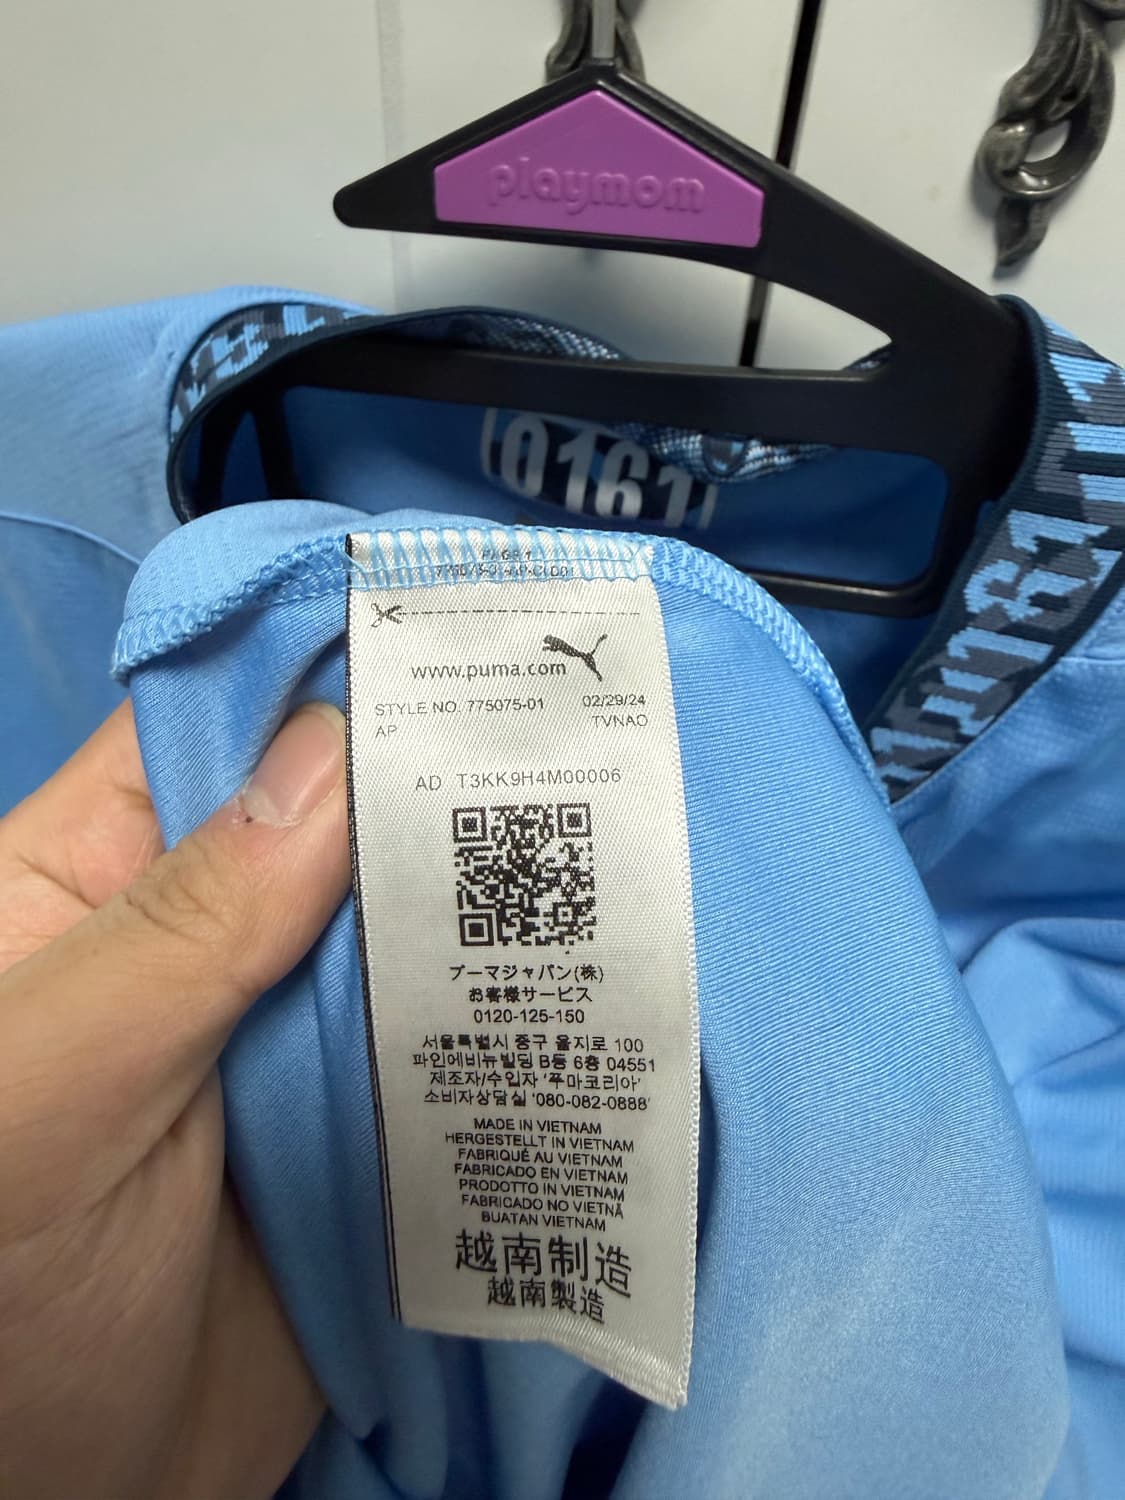 playmom
0161
0161
www.puma.com
STYLE NO. 775075-01 02/29/24
AP TVNAO
AD T3KK9H4M00006
プーマジャパン(株)
お客様サービス
0120-125-150
서울특별시 중구 을지로 100
파인에비뉴빌딩 B동 6층 04551
제조자/수입자 '푸마코리아'
소비자상담실 '080-082-0888'
MADE IN VIETNAM
HERGESTELLT IN VIETNAM
FABRIQUÉ AU VIETNAM
FABRICADO EN VIETNAM
PRODOTTO IN VIETNAM
FABRICADO NO VIETNÃ
BUATAN VIETNAM
越南制造
越南製造